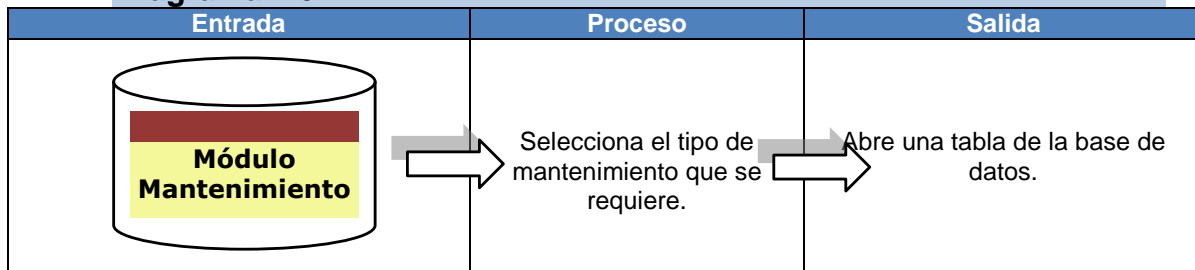 Entrada
Proceso
Salida
Módulo
Mantenimiento
Selecciona el tipo de
mantenimiento que se
requiere.
Abre una tabla de la base de
datos.